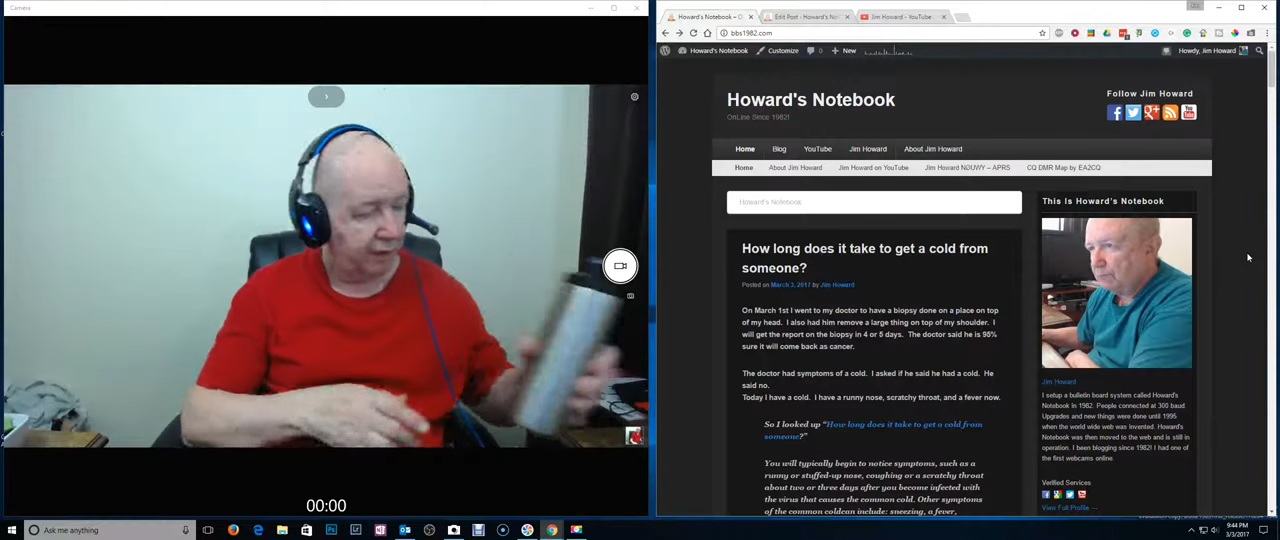 Camera
00:00
Howard's Notebook – O
Edit Post ‹ Howard's No
Jim Howard - YouTube
bbs1982.com
Howard's Notebook
Customize
0
New
Howdy, Jim Howard
Howard's Notebook
OnLine Since 1982!
Follow Jim Howard
Home
Blog
YouTube
Jim Howard
About Jim Howard
Home
About Jim Howard
Jim Howard on YouTube
Jim Howard NØUWY – APRS
CQ DMR Map by EA2CQ
Howard's Notebook
How long does it take to get a cold from
someone?
Posted on March 3, 2017 by Jim Howard
On March 1st I went to my doctor to have a biopsy done on a place on top
of my head. I also had him remove a large thing on top of my shoulder. I
will get the report on the biopsy in 4 or 5 days. The doctor said he is 98%
sure it will come back as cancer.
The doctor had symptoms of a cold. I asked if he said he had a cold. He
said no.
Today I have a cold. I have a runny nose, scratchy throat, and a fever now.
So I looked up "How long does it take to get a cold from
someone?"
You will typically begin to notice symptoms, such as a
runny or stuffed-up nose, coughing or a scratchy throat
about two or three days after you become infected with
the virus that causes the common cold. Other symptoms
of the common coldcan include: sneezing, a fever,
This Is Howard's Notebook
Jim Howard
I setup a bulletin board system called Howard's
Notebook in 1982. People connected at 300 baud.
Upgrades and new things were done until 1995
when the world wide web was invented. Howard's
Notebook was then moved to the web and is still in
operation. I been blogging since 1982! I had one of
the first webcams online.
Verified Services
View Full Profile →
Ask me anything
9:44 PM
3/3/2017